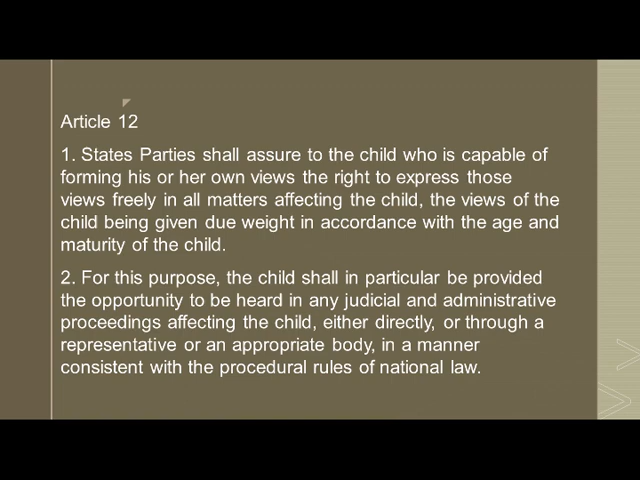 Article 12
1. States Parties shall assure to the child who is capable of
forming his or her own views the right to express those
views freely in all matters affecting the child, the views of the
child being given due weight in accordance with the age and
maturity of the child.
2. For this purpose, the child shall in particular be provided
the opportunity to be heard in any judicial and administrative
proceedings affecting the child, either directly, or through a
representative or an appropriate body, in a manner
consistent with the procedural rules of national law.